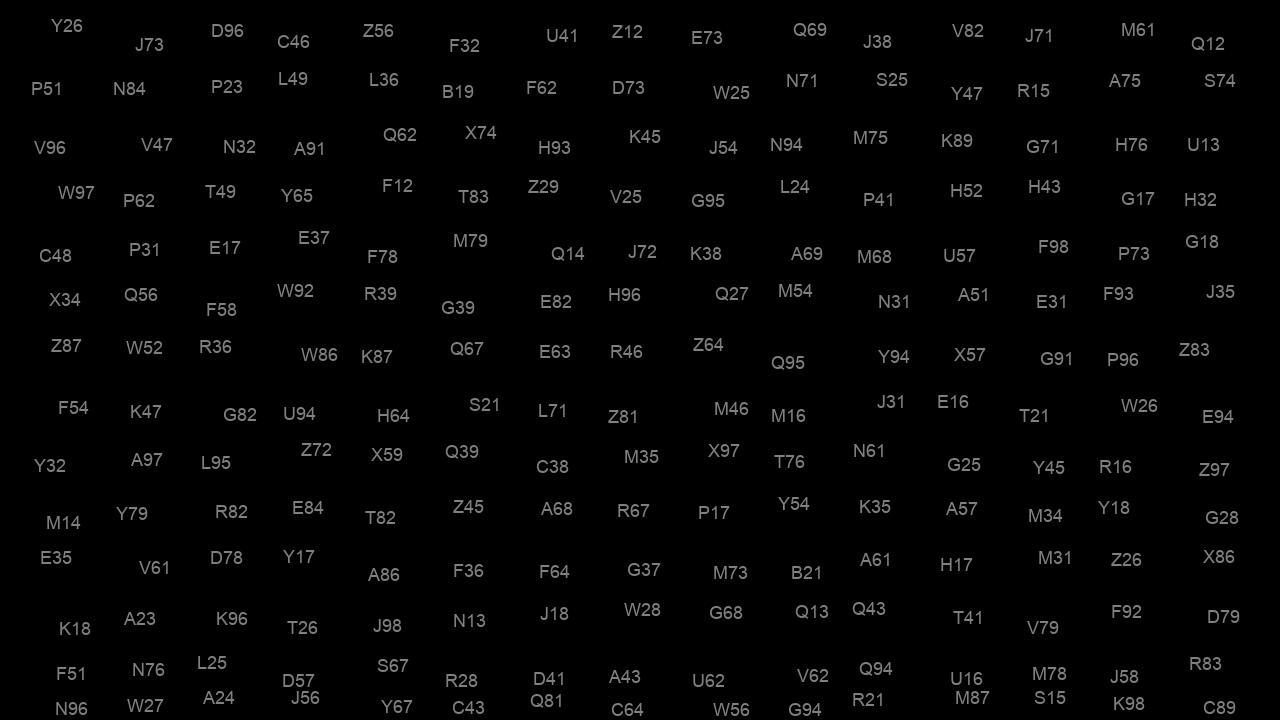 Y26 J73 D96 C46 Z56 F32 U41 Z12 E73 Q69 J38 V82 J71 M61 Q12
P51 N84 P23 L49 L36 B19 F62 D73 W25 N71 S25 Y47 R15 A75 S74
V96 V47 N32 A91 Q62 X74 H93 K45 J54 N94 M75 K89 G71 H76 U13
W97 P62 T49 Y65 F12 T83 Z29 V25 G95 L24 P41 H52 H43 G17 H32
C48 P31 E17 E37 F78 M79 Q14 J72 K38 A69 M68 U57 F98 P73 G18
X34 Q56 F58 W92 R39 G39 E82 H96 Q27 M54 N31 A51 E31 F93 J35
Z87 W52 R36 W86 K87 Q67 E63 R46 Z64 Q95 Y94 X57 G91 P96 Z83
F54 K47 G82 U94 H64 S21 L71 Z81 M46 M16 J31 E16 T21 W26 E94
Y32 A97 L95 Z72 X59 Q39 C38 M35 X97 T76 N61 G25 Y45 R16 Z97
M14 Y79 R82 E84 T82 Z45 A68 R67 P17 Y54 K35 A57 M34 Y18 G28
E35 V61 D78 Y17 A86 F36 F64 G37 M73 B21 A61 H17 M31 Z26 X86
K18 A23 K96 T26 J98 N13 J18 W28 G68 Q13 Q43 T41 V79 F92 D79
F51 N76 L25 D57 S67 R28 D41 A43 U62 V62 Q94 U16 M78 J58 R83
N96 W27 A24 J56 Y67 C43 Q81 C64 W56 G94 R21 M87 S15 K98 C89